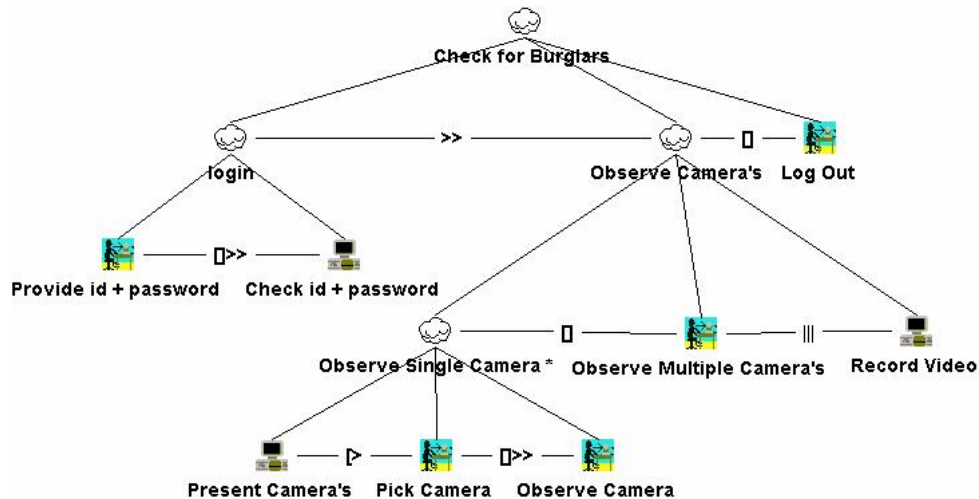 Check for Burglars
>>
[]
login
Observe Camera's
Log Out
[]>>
Provide id + password
Check id + password
[]
|||
Observe Single Camera *
Observe Multiple Camera's
Record Video
[>
[]>>
Present Camera's
Pick Camera
Observe Camera